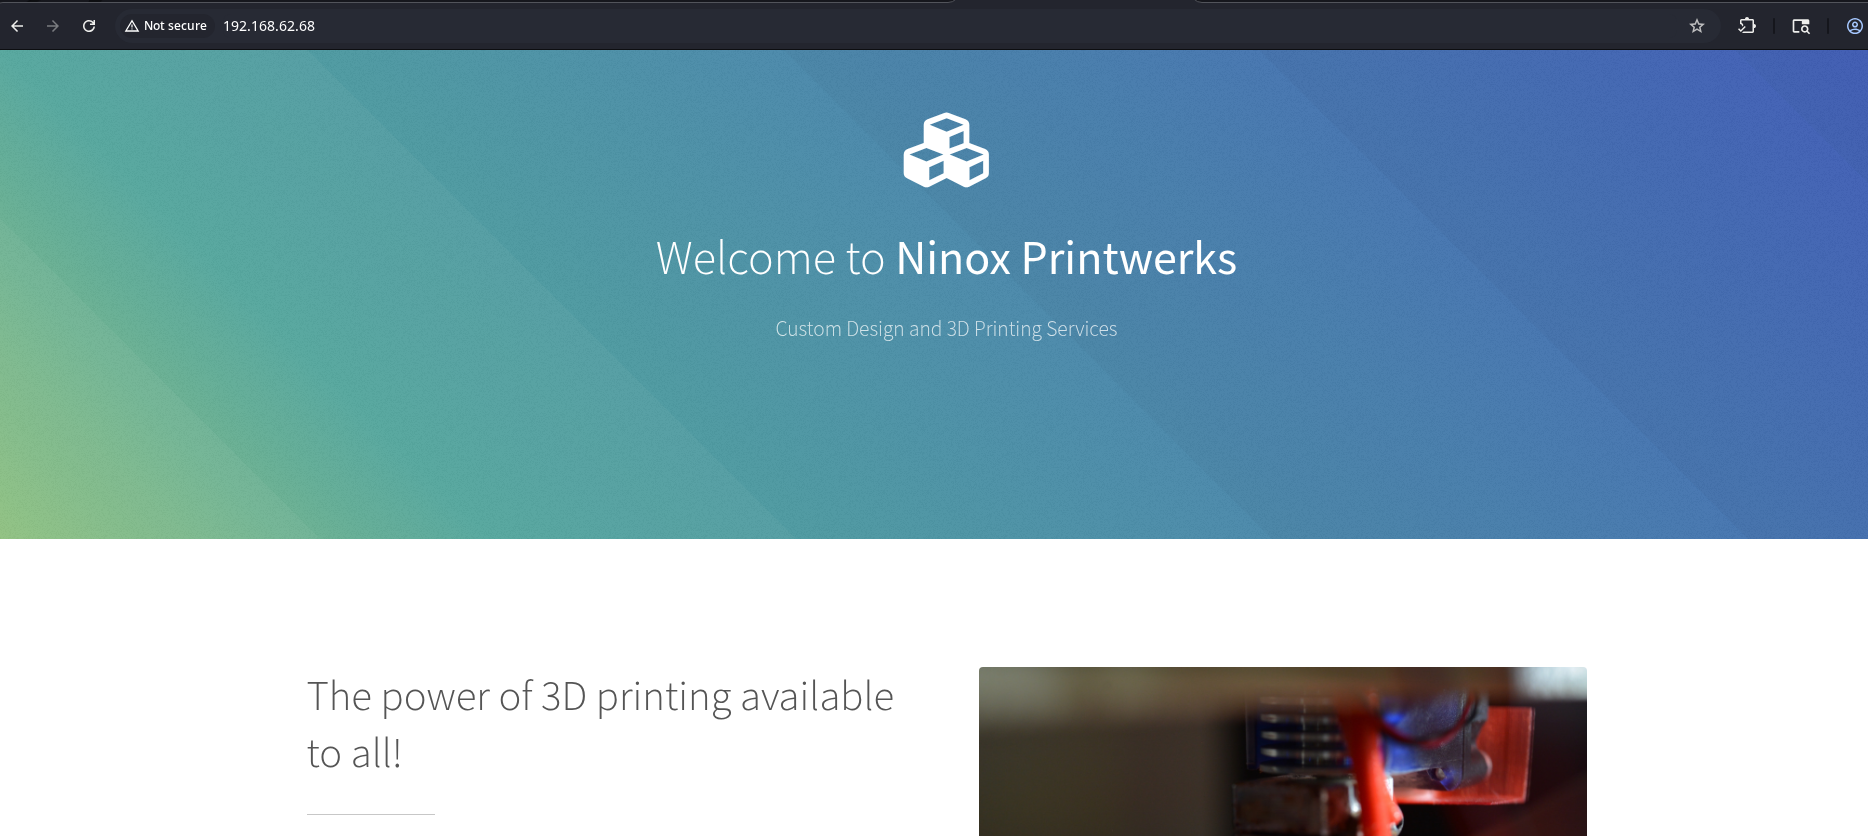 Not secure 192.168.62.68
Welcome to Ninox Printwerks
Custom Design and 3D Printing Services
The power of 3D printing available
to all!